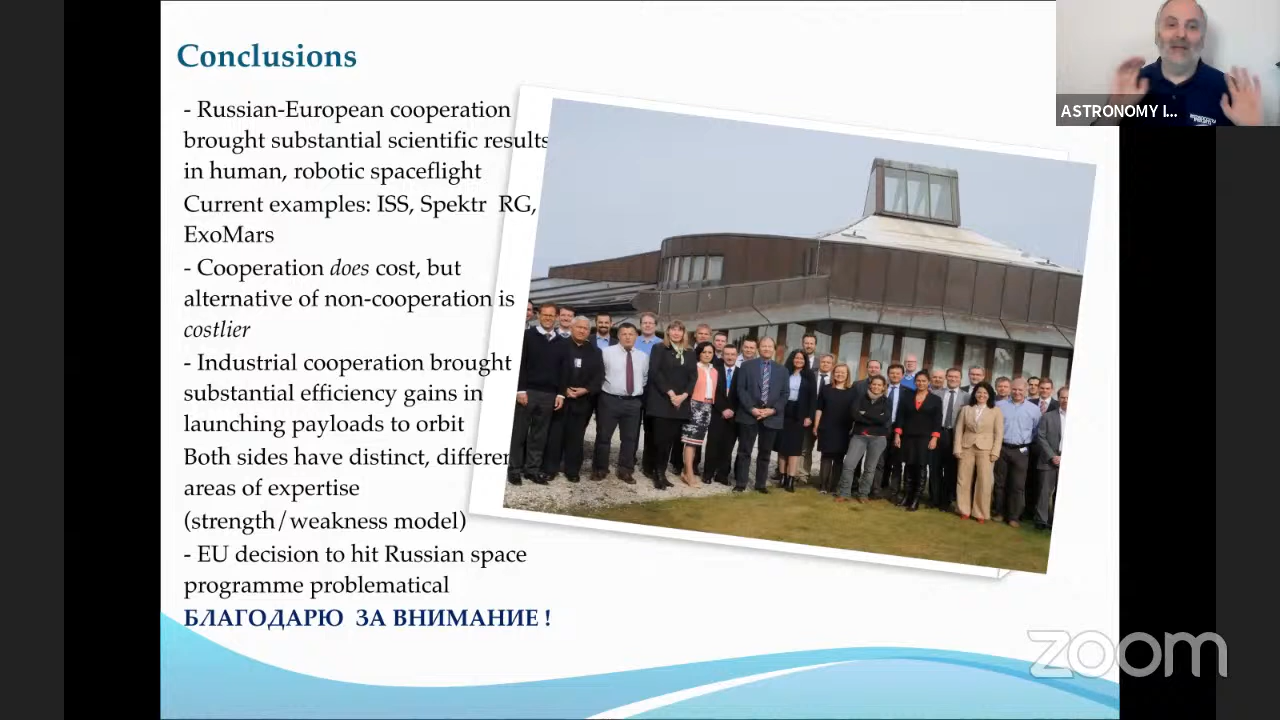 Conclusions
- Russian-European cooperation
brought substantial scientific results
in human, robotic spaceflight
Current examples: ISS, Spektr RG,
ExoMars
- Cooperation does cost, but
alternative of non-cooperation is
costlier
- Industrial cooperation brought
substantial efficiency gains in
launching payloads to orbit
Both sides have distinct, differen
areas of expertise
(strength/weakness model)
- EU decision to hit Russian space
programme problematical
БЛАГОДАРЮ ЗА ВНИМАНИЕ !
ASTRONOMY I...
zoom